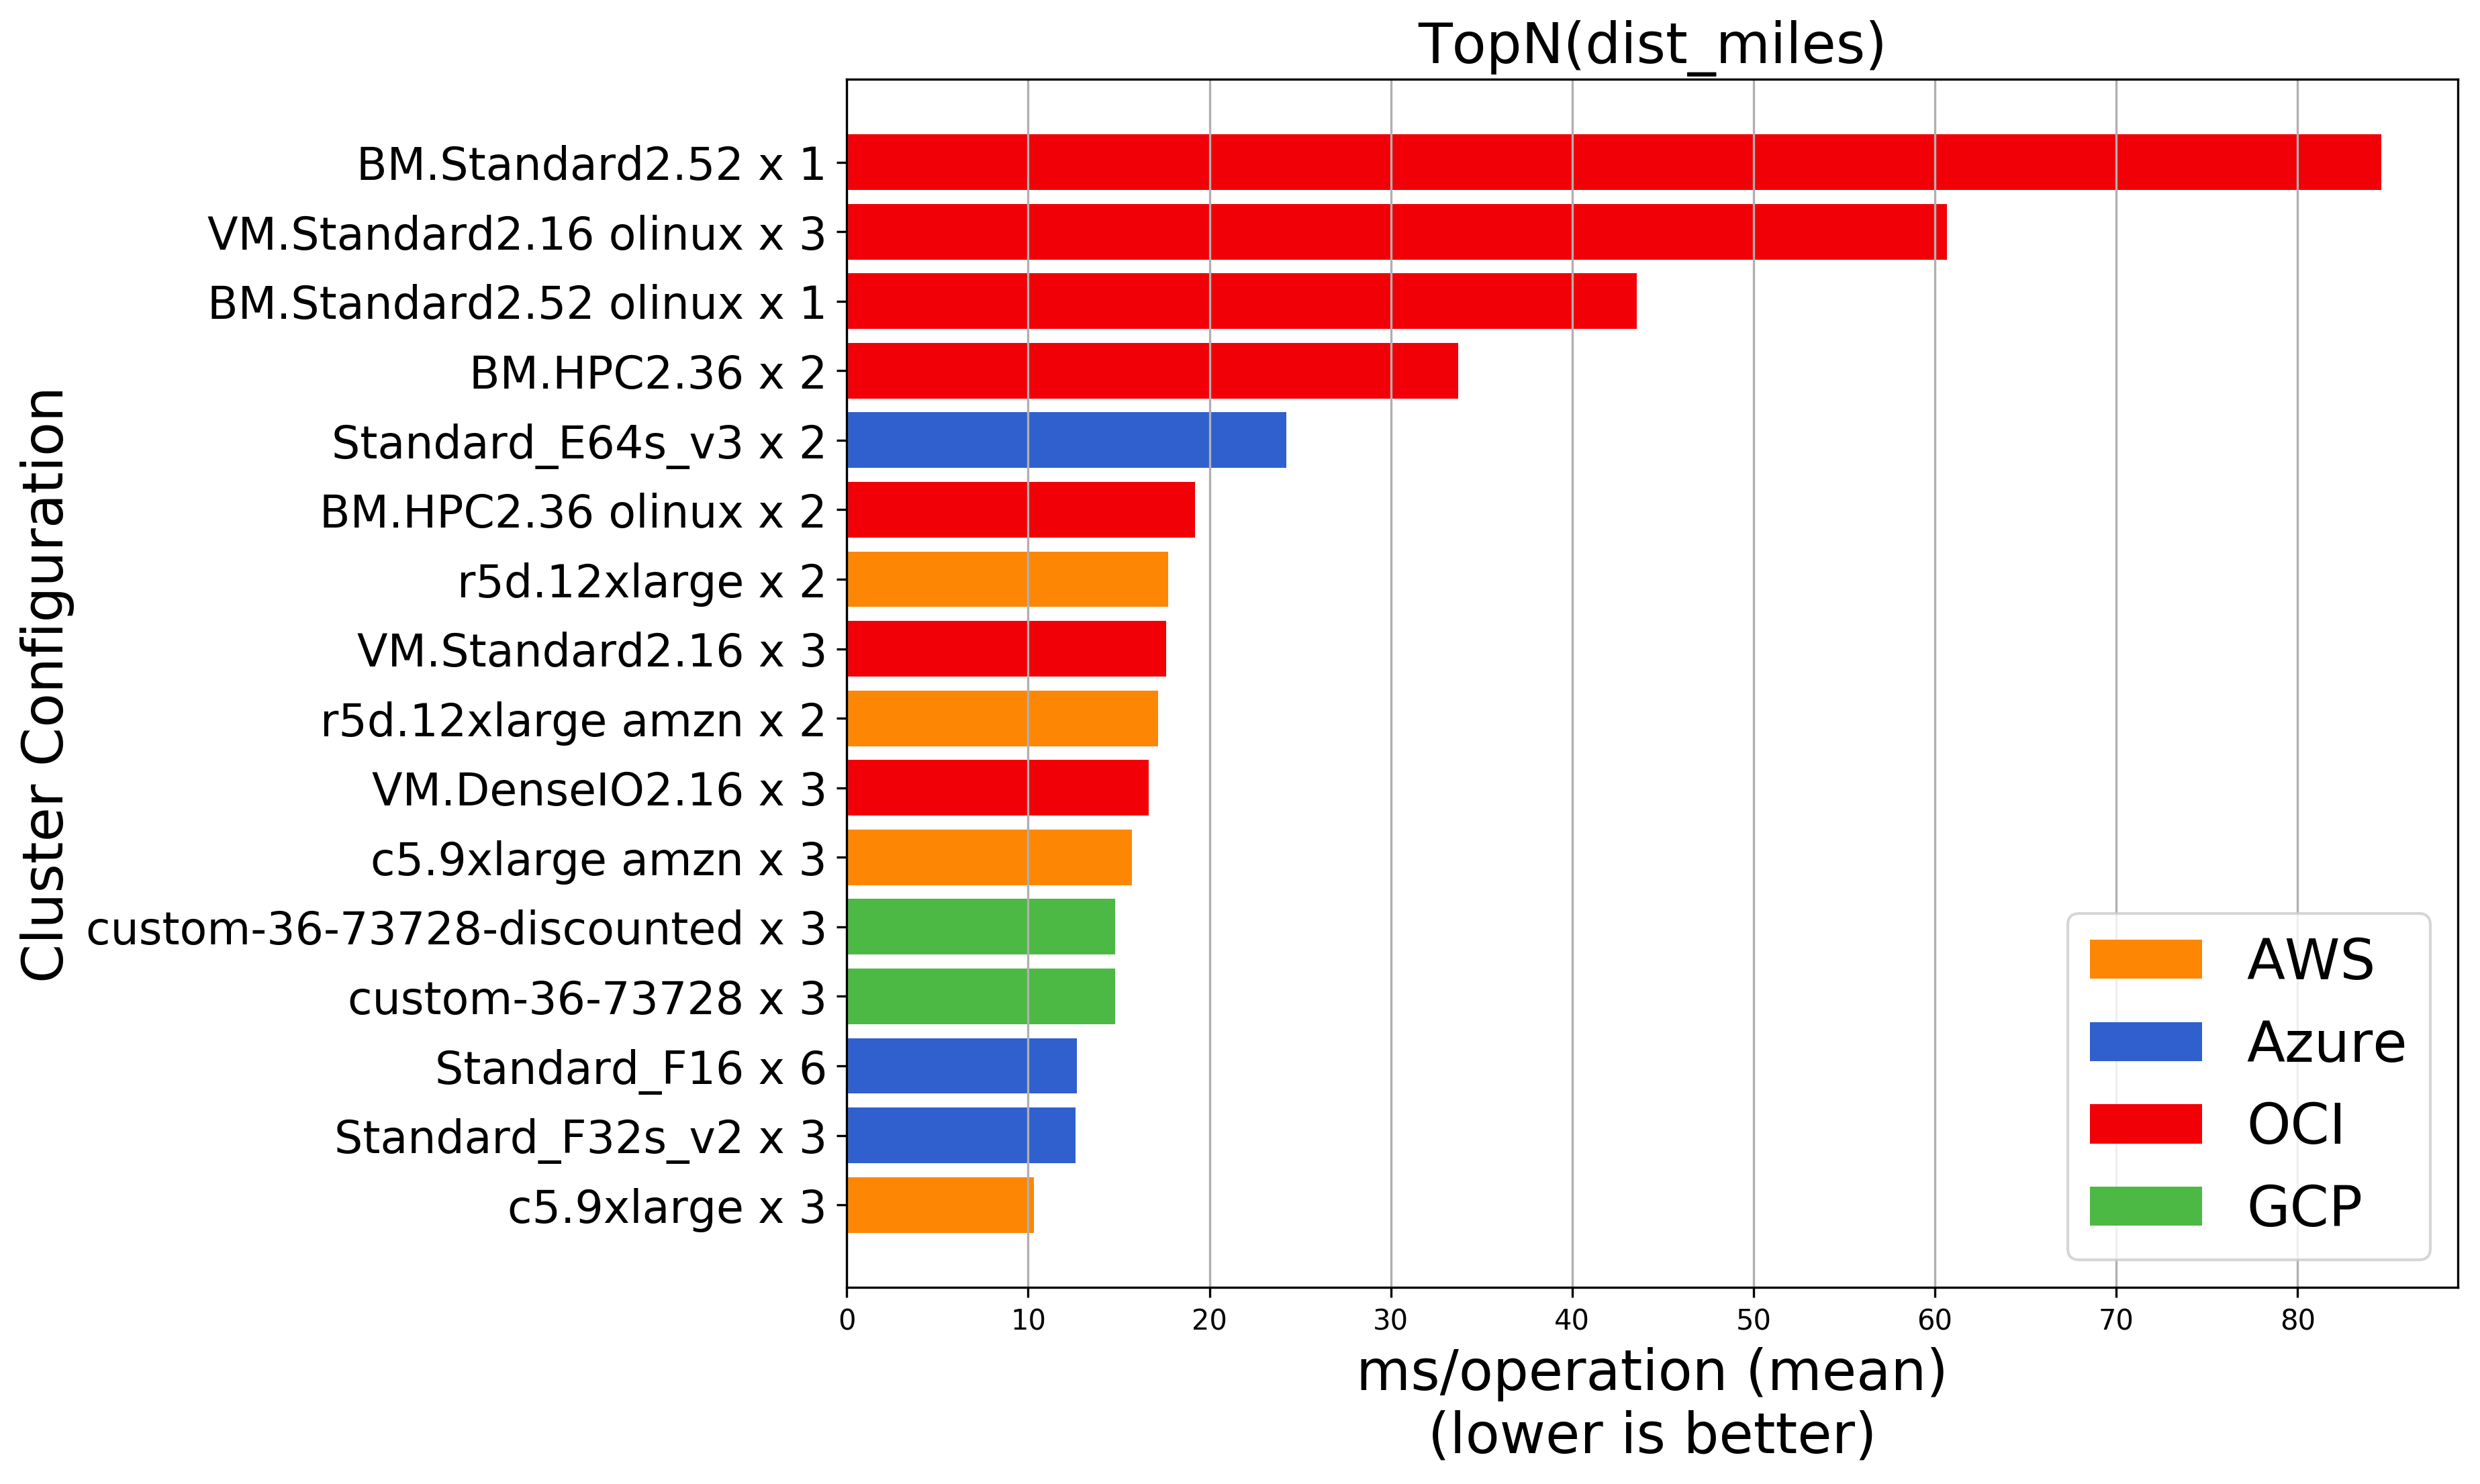 TopN(dist_miles)
Cluster Configuration
BM.Standard2.52 x 1
VM.Standard2.16 olinux x 3
BM.Standard2.52 olinux x 1
BM.HPC2.36 x 2
Standard_E64s_v3 x 2
BM.HPC2.36 olinux x 2
r5d.12xlarge x 2
VM.Standard2.16 x 3
r5d.12xlarge amzn x 2
VM.DenseIO2.16 x 3
c5.9xlarge amzn x 3
custom-36-73728-discounted x 3
custom-36-73728 x 3
Standard_F16 x 6
Standard_F32s_v2 x 3
c5.9xlarge x 3
AWS
Azure
OCI
GCP
0 10 20 30 40 50 60 70 80
ms/operation (mean)
(lower is better)